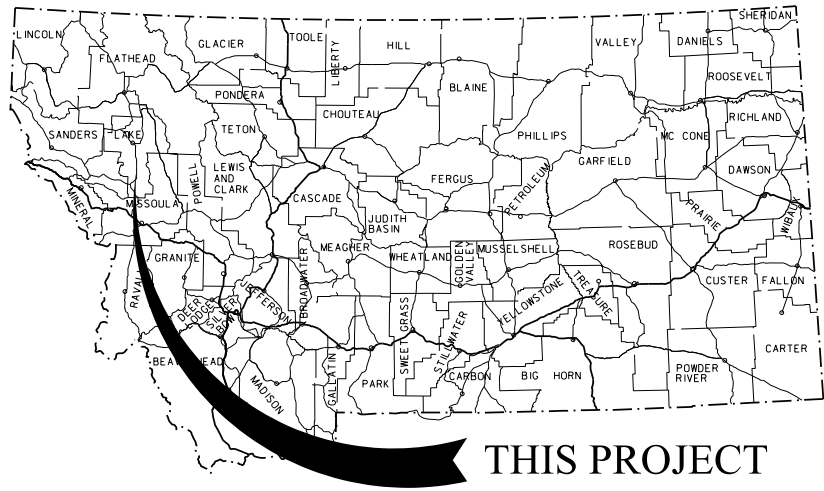 SHERIDAN
LINCOLN
GLACIER
TOOLE
LIBERTY
HILL
VALLEY
DANIELS
FLATHEAD
ROOSEVELT
BLAINE
PONDERA
CHOUTEAU
RICHLAND
TETON
SANDERS
LAKE
PHILLIPS
MC CONE
GARFIELD
DAWSON
LEWIS
AND
CLARK
POWELL
FERGUS
PETROLEUM
CASCADE
MINERAL
MISSOULA
PRAIRIE
WIBAUX
JUDITH
BASIN
MEAGHER
WHEATLAND
GOLDEN
VALLEY
MUSSELSHELL
ROSEBUD
GRANITE
BROADWATER
RAVALLI
CUSTER
FALLON
JEFFERSON
DEER
LODGE
SILVER
BOW
YELLOWSTONE
TREASURE
SWEET GRASS
STILLWATER
CARTER
BEAVERHEAD
GALLATIN
MADISON
PARK
CARBON
BIG HORN
POWDER
RIVER
THIS PROJECT